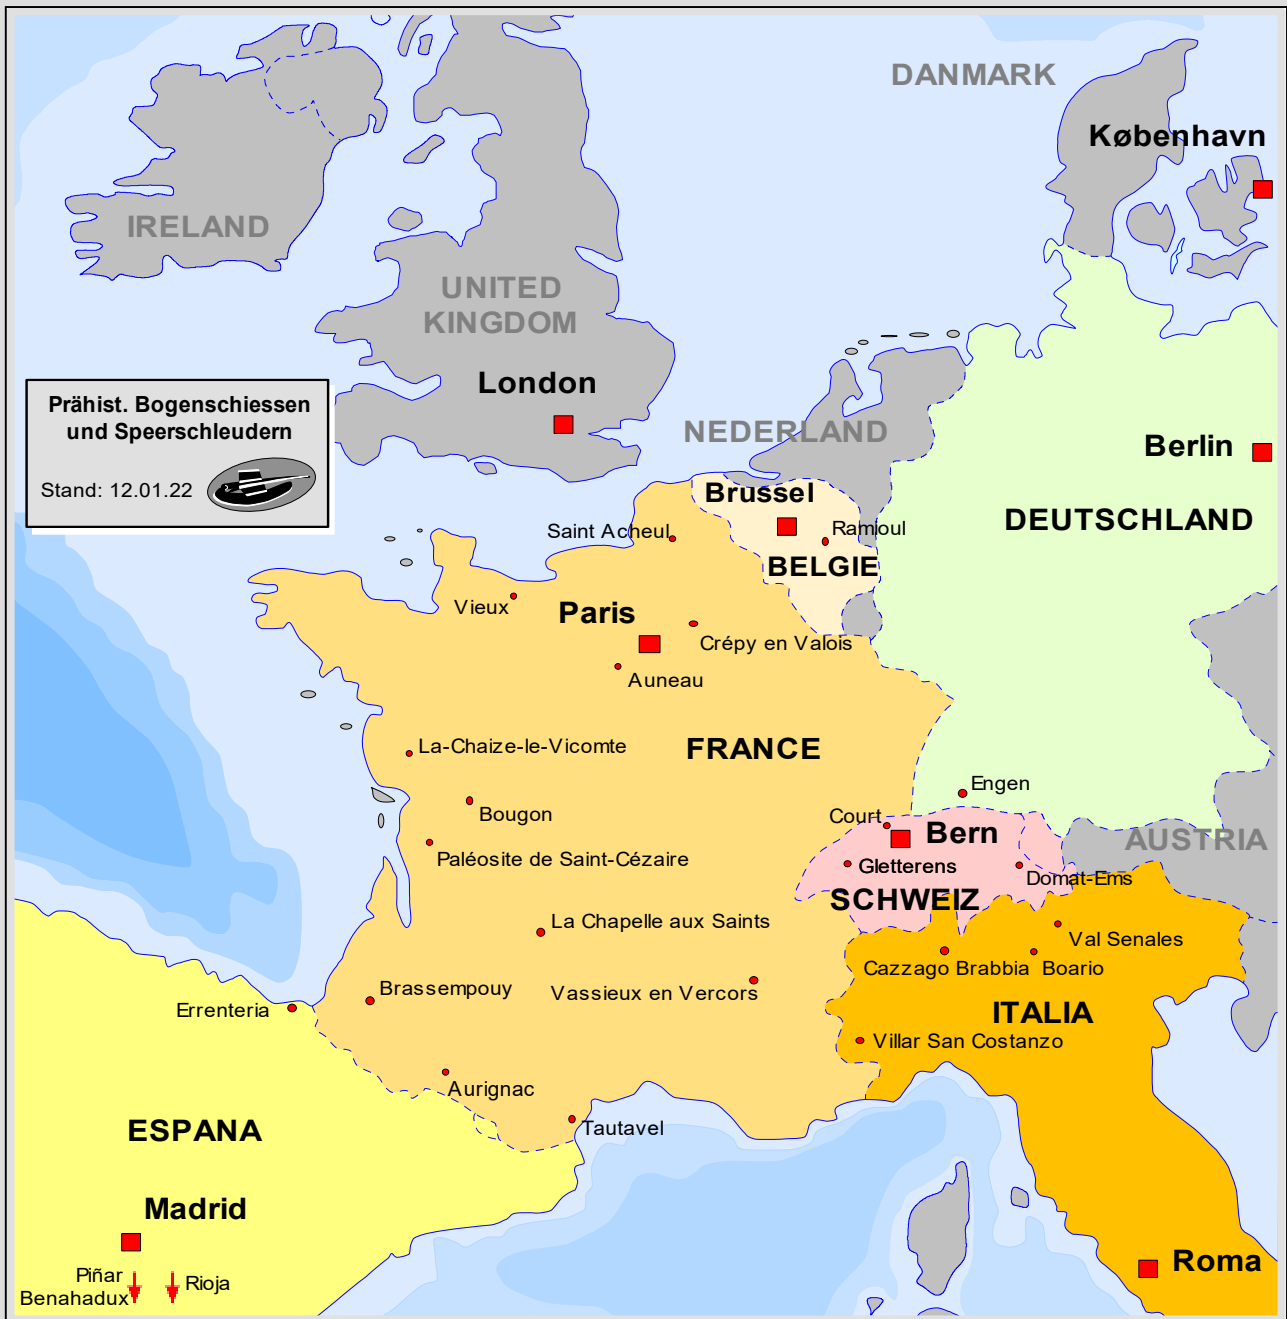 DANMARK
København
IRELAND
UNITED
KINGDOM
London
Prähist. Bogenschiessen
und Speerschleudern
Stand: 12.01.22
NEDERLAND
Berlin
Brussel
DEUTSCHLAND
Saint Acheul
Ramioul
BELGIE
Vieux
Paris
Crépy en Valois
Auneau
La-Chaize-le-Vicomte
FRANCE
Engen
Bougon
Court
Bern
AUSTRIA
Paléosite de Saint-Cézaire
Gletterens
Domat-Ems
SCHWEIZ
La Chapelle aux Saints
Val Senales
Cazzago Brabbia
Boario
Brassempouy
Vassieux en Vercors
Errenteria
ITALIA
Villar San Costanzo
Aurignac
ESPANA
Tautavel
Madrid
Roma
Piñar
Benahadux
Rioja